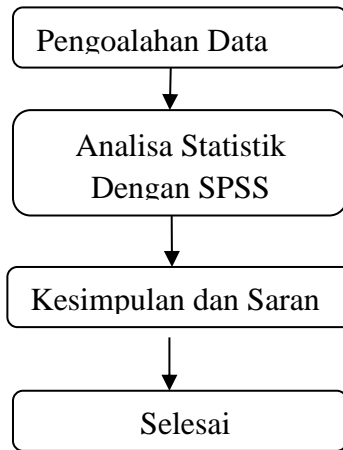 Pengoalahan Data
Analisa Statistik
Dengan SPSS
Kesimpulan dan Saran
Selesai